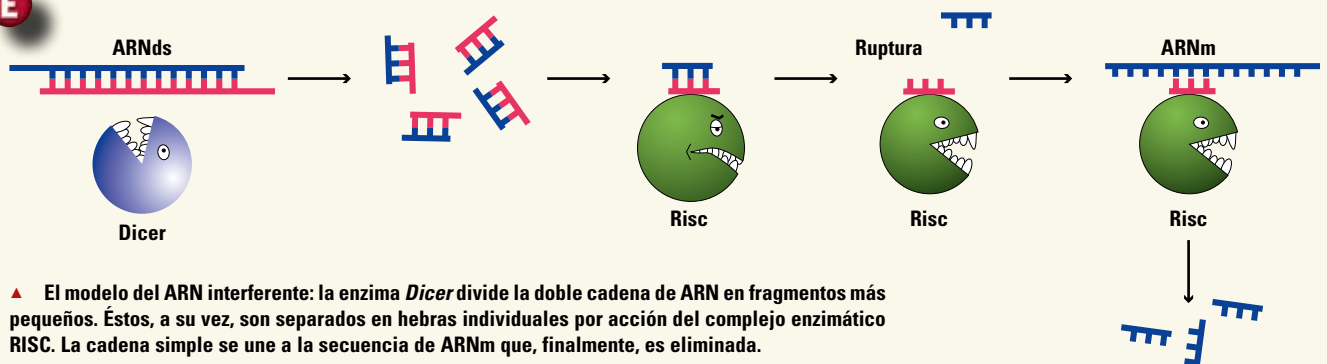 E
ARNds
Ruptura
ARNm
Dicer
Risc
Risc
Risc
▲ El modelo del ARN interferente: la enzima Dicer divide la doble cadena de ARN en fragmentos más
pequeños. Éstos, a su vez, son separados en hebras individuales por acción del complejo enzimático
RISC. La cadena simple se une a la secuencia de ARNm que, finalmente, es eliminada.